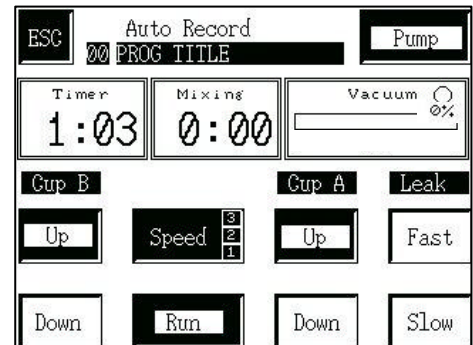 ESC
Auto Record
00 PROG TITLE
Pump
Timer
1:03
Mixing
0:00
Vacuum
0%
Cup B
Cup A
Leak
Up
Speed
3
2
1
Up
Fast
Down
Run
Down
Slow